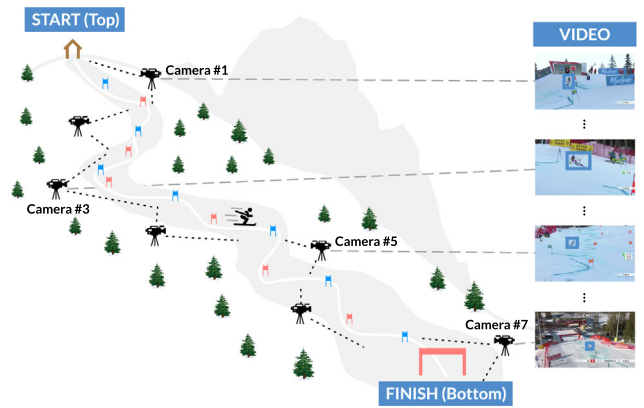 START (Top)
VIDEO
Camera #1
Camera #3
Camera #5
Camera #7
FINISH (Bottom)